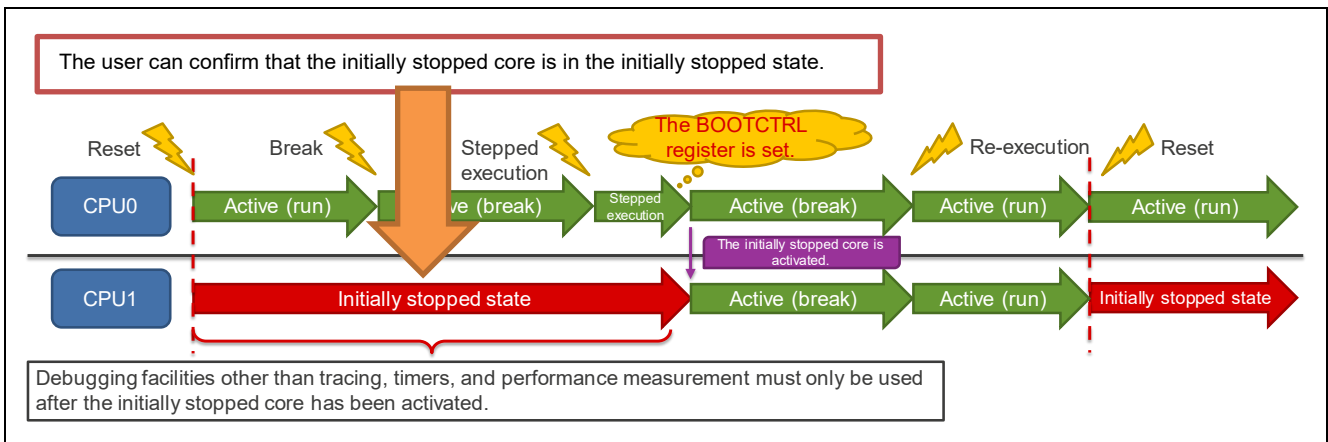 The user can confirm that the initially stopped core is in the initially stopped state.
Reset
Break
Stepped
execution
The BOOTCTRL
register is set.
Re-execution
Reset
CPU0
Active (run)
ve (break)
Stepped
execution
Active (break)
Active (run)
Active (run)
The initially stopped core is
activated.
CPU1
Initially stopped state
Active (break)
Active (run)
Initially stopped state
Debugging facilities other than tracing, timers, and performance measurement must only be used
after the initially stopped core has been activated.